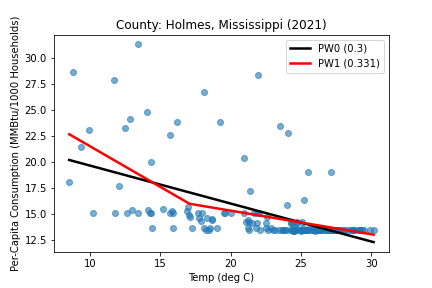 County: Holmes, Mississippi (2021)
PW0 (0.3)
PW1 (0.331)
Per-Capita Consumption (MMBtu/1000 Households)
30.0
27.5
25.0
22.5
20.0
17.5
15.0
12.5
10 15 20 25 30
Temp (deg C)